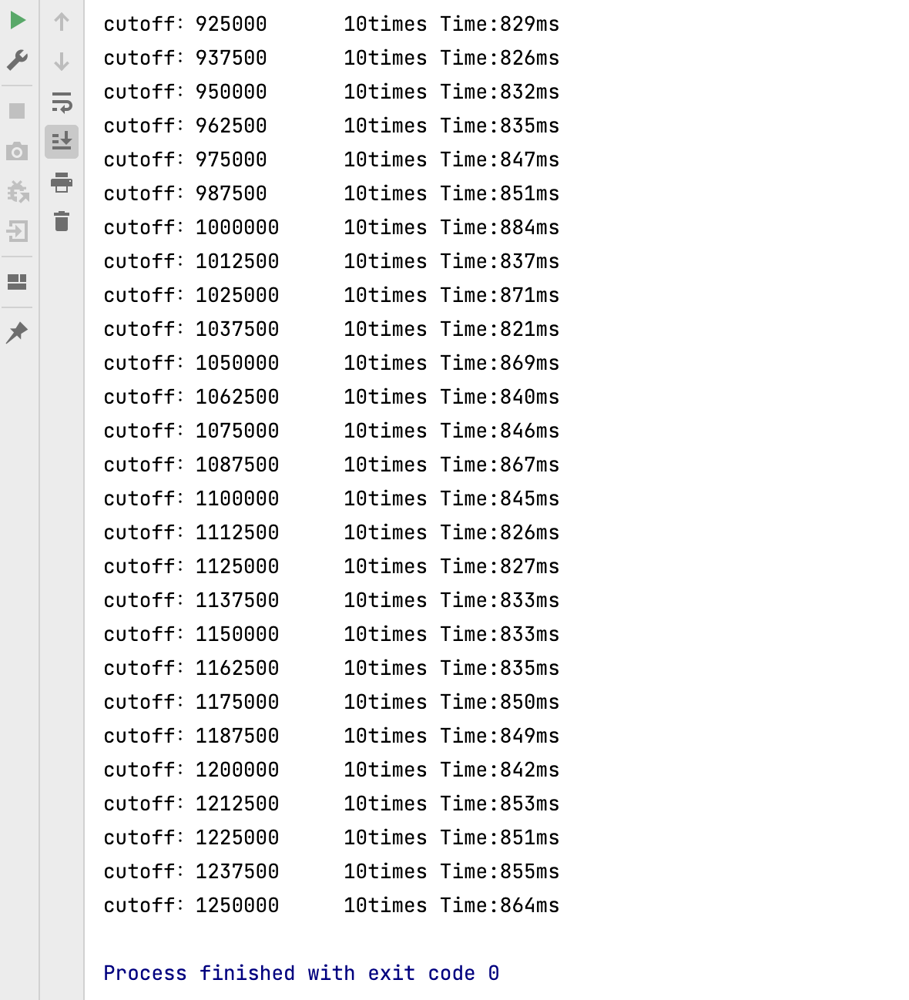 cutoff: 925000 10times Time:829ms
cutoff: 937500 10times Time:826ms
cutoff: 950000 10times Time:832ms
cutoff: 962500 10times Time:835ms
cutoff: 975000 10times Time:847ms
cutoff: 987500 10times Time:851ms
cutoff: 1000000 10times Time:884ms
cutoff: 1012500 10times Time:837ms
cutoff: 1025000 10times Time:871ms
cutoff: 1037500 10times Time:821ms
cutoff: 1050000 10times Time:869ms
cutoff: 1062500 10times Time:840ms
cutoff: 1075000 10times Time:846ms
cutoff: 1087500 10times Time:867ms
cutoff: 1100000 10times Time:845ms
cutoff: 1112500 10times Time:826ms
cutoff: 1125000 10times Time:827ms
cutoff: 1137500 10times Time:833ms
cutoff: 1150000 10times Time:833ms
cutoff: 1162500 10times Time:835ms
cutoff: 1175000 10times Time:850ms
cutoff: 1187500 10times Time:849ms
cutoff: 1200000 10times Time:842ms
cutoff: 1212500 10times Time:853ms
cutoff: 1225000 10times Time:851ms
cutoff: 1237500 10times Time:855ms
cutoff: 1250000 10times Time:864ms
Process finished with exit code 0